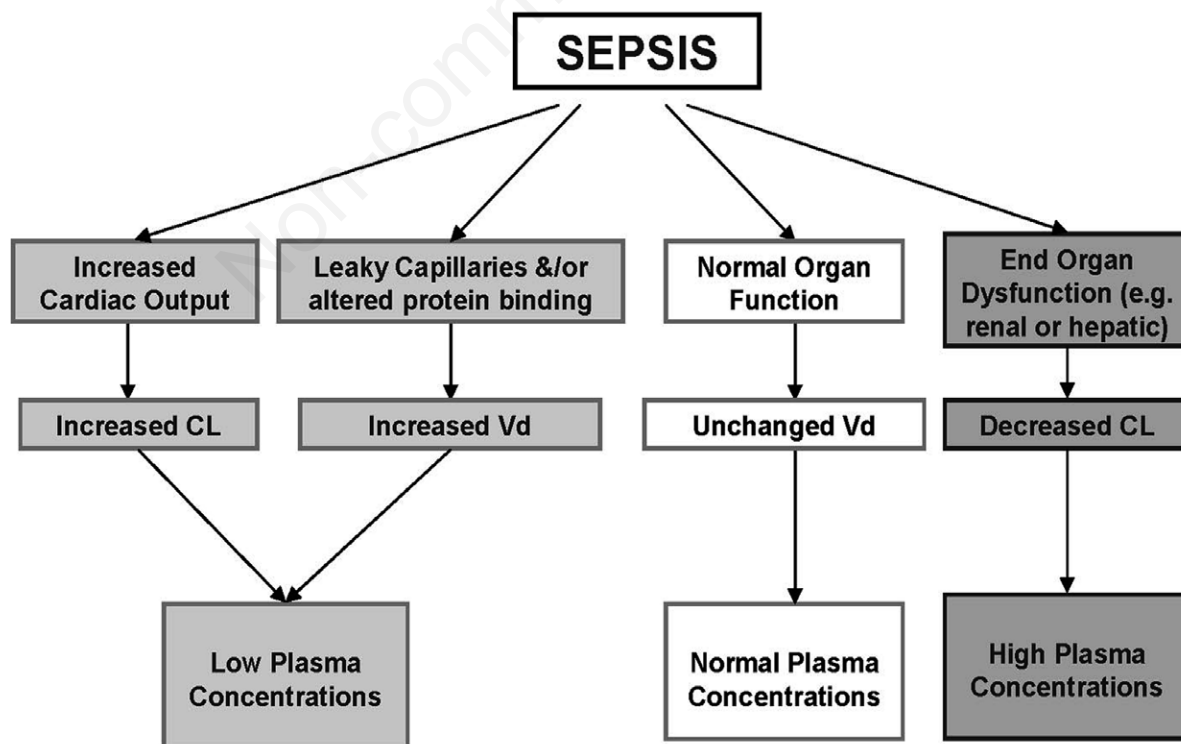 SEPSIS
Increased
Cardiac Output
Leaky Capillaries &/or
altered protein binding
Normal Organ
Function
End Organ
Dysfunction (e.g.
renal or hepatic)
Increased CL
Increased Vd
Unchanged Vd
Decreased CL
Low Plasma
Concentrations
Normal Plasma
Concentrations
High Plasma
Concentrations